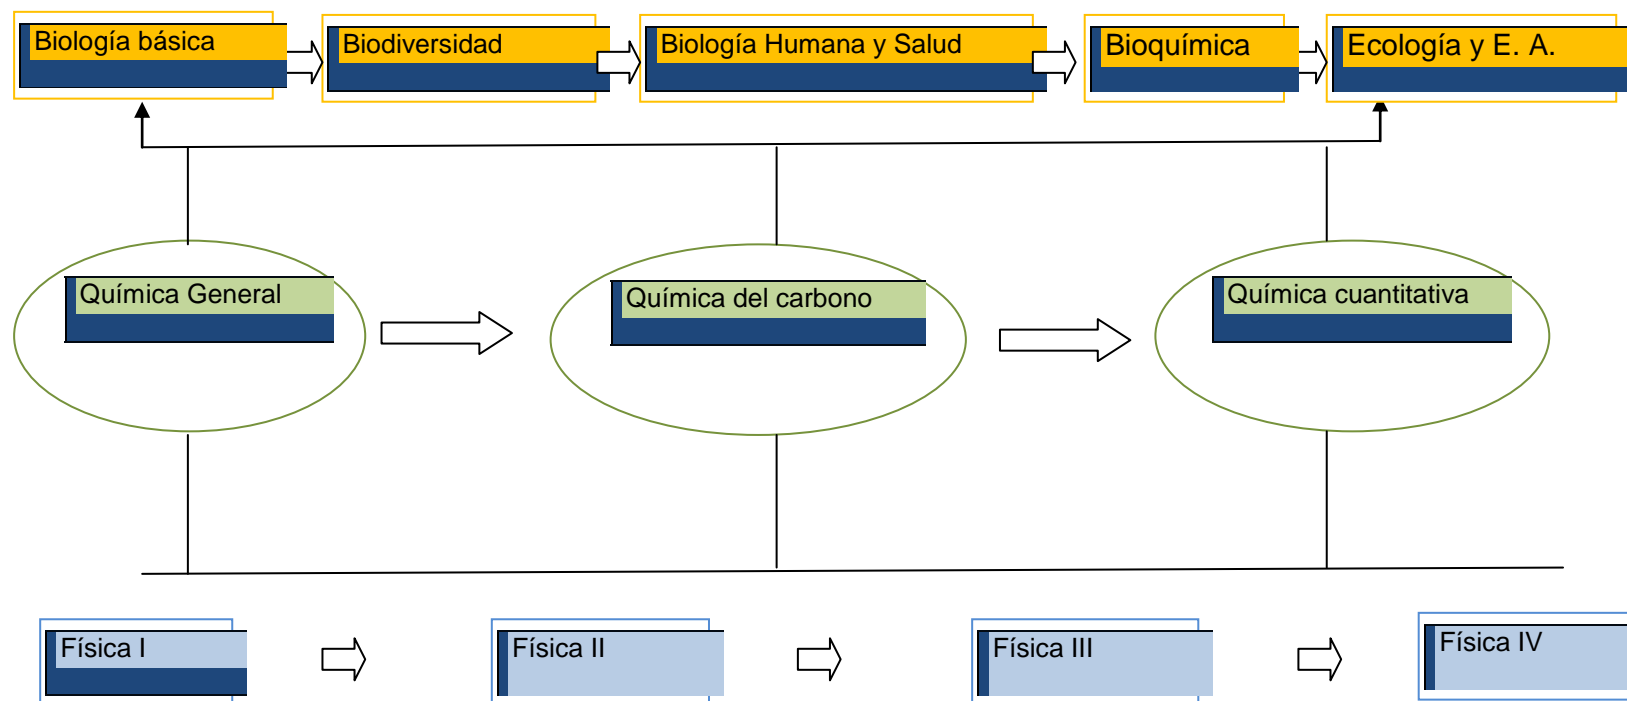 Biología básica
Biodiversidad
Biología Humana y Salud
Bioquímica
Ecología y E. A.
Química General
Química del carbono
Química cuantitativa
Física I
Física II
Física III
Física IV